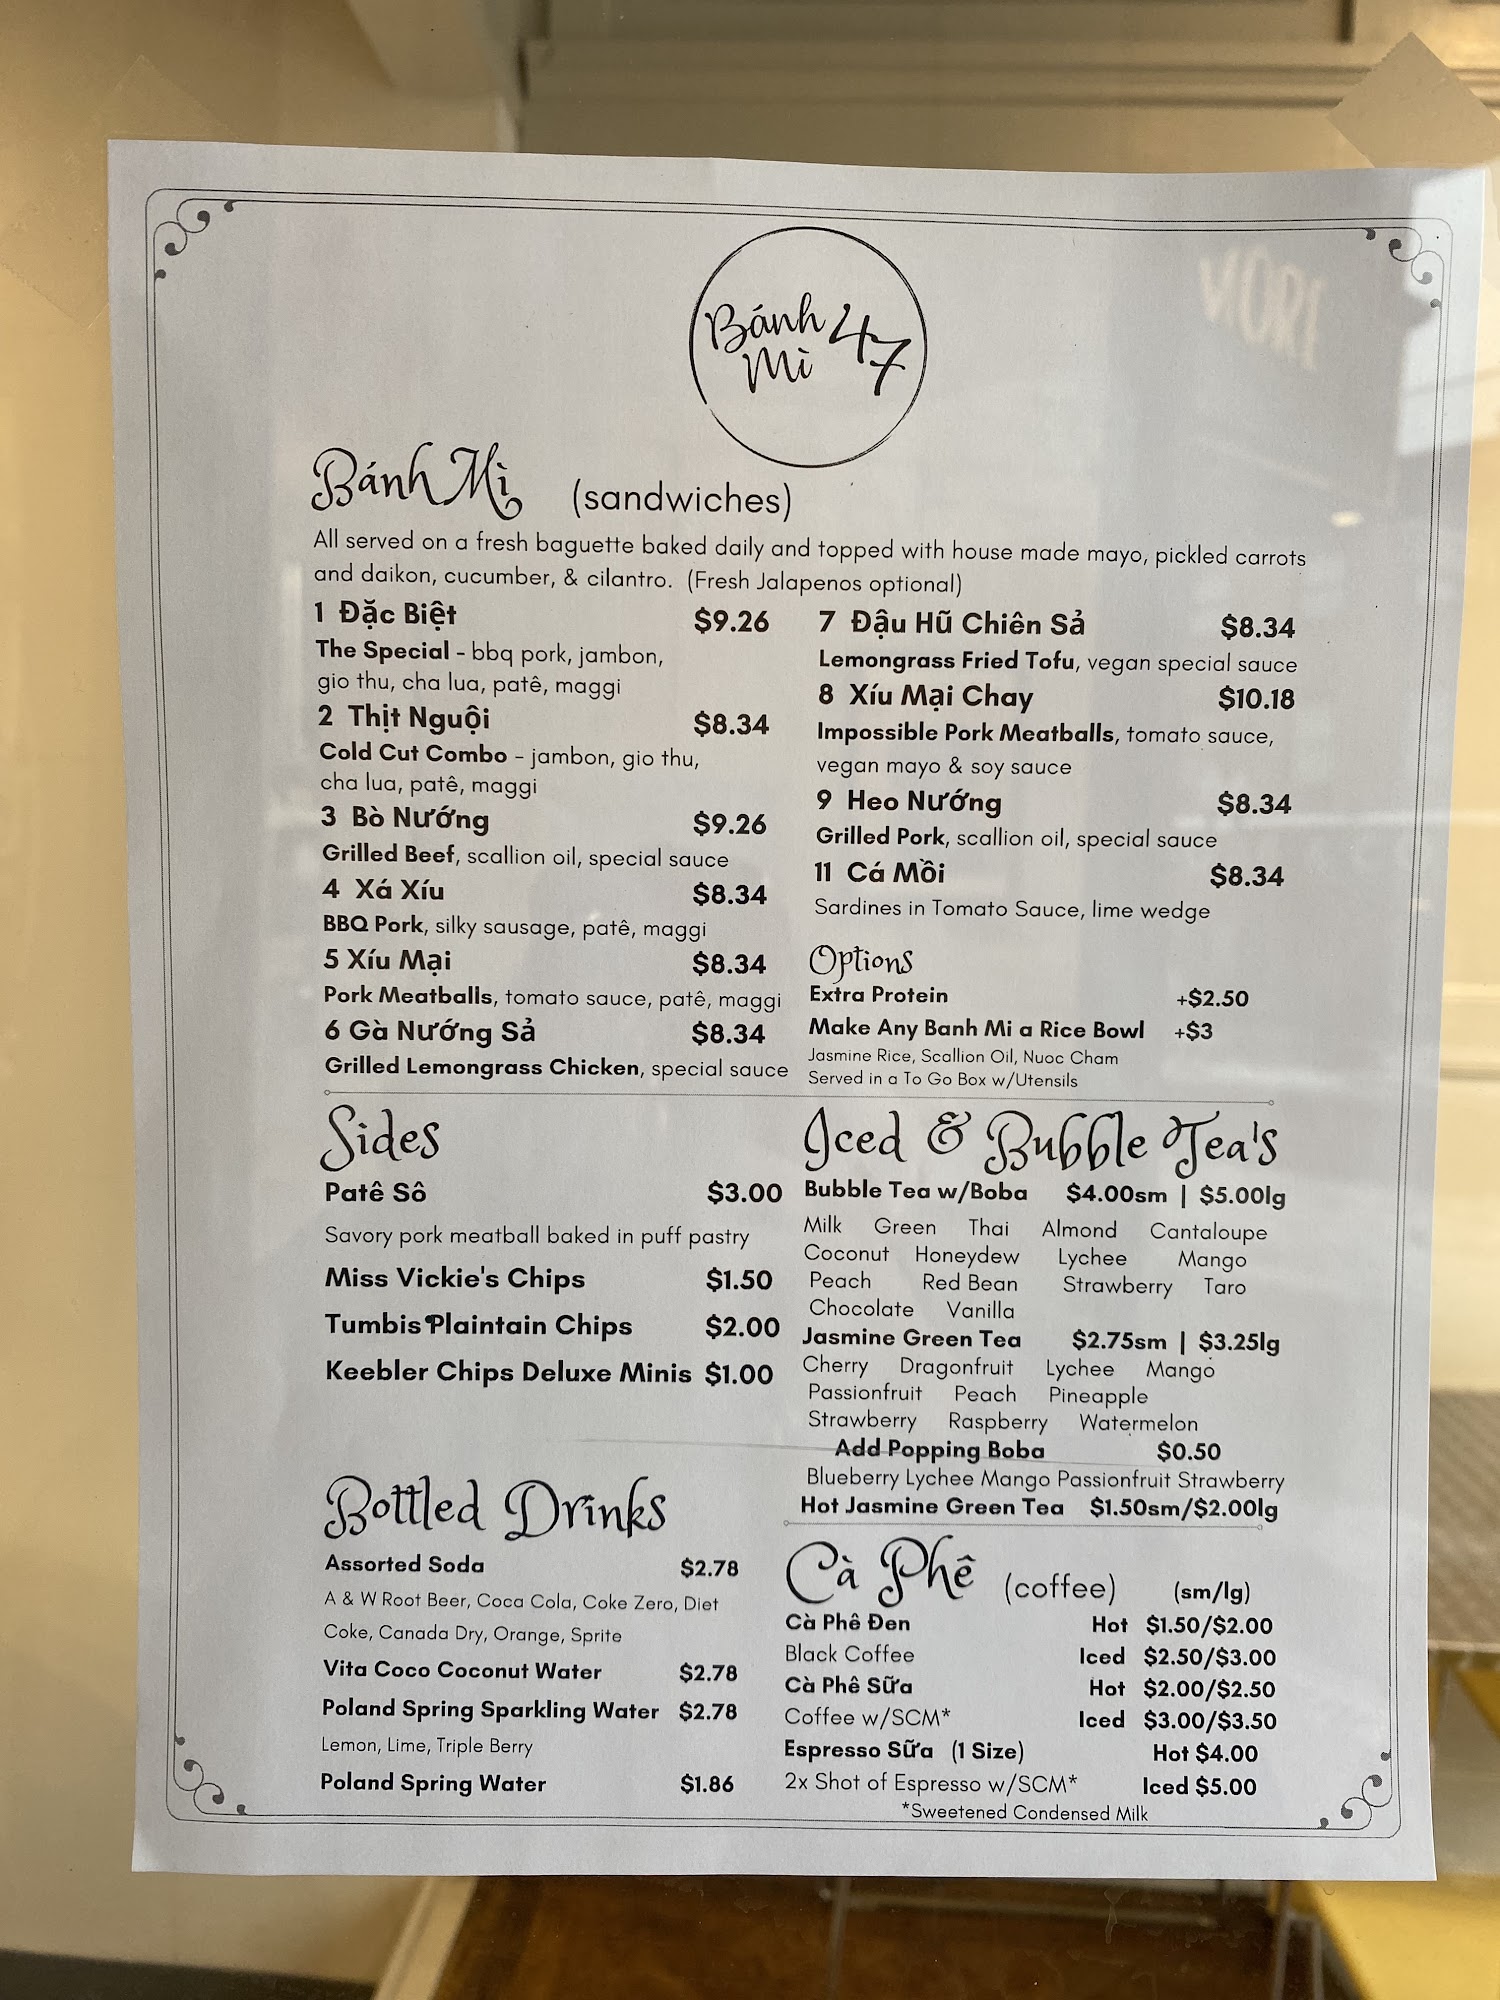 MORE
Bánh
Mì 47
Bánh Mì (sandwiches)
All served on a fresh baguette baked daily and topped with house made mayo, pickled carrots
and daikon, cucumber, & cilantro. (Fresh Jalapenos optional)
1 Đặc Biệt $9.26
The Special - bbq pork, jambon,
gio thu, cha lua, patê, maggi
2 Thịt Nguội $8.34
Cold Cut Combo - jambon, gio thu,
cha lua, patê, maggi
3 Bò Nướng $9.26
Grilled Beef, scallion oil, special sauce
4 Xá Xíu $8.34
BBQ Pork, silky sausage, patê, maggi
5 Xíu Mại $8.34
Pork Meatballs, tomato sauce, patê, maggi
6 Gà Nướng Sả $8.34
Grilled Lemongrass Chicken, special sauce
7 Đậu Hũ Chiên Sả $8.34
Lemongrass Fried Tofu, vegan special sauce
8 Xíu Mại Chay $10.18
Impossible Pork Meatballs, tomato sauce,
vegan mayo & soy sauce
9 Heo Nướng $8.34
Grilled Pork, scallion oil, special sauce
11 Cá Mồi $8.34
Sardines in Tomato Sauce, lime wedge
Options
Extra Protein +$2.50
Make Any Banh Mi a Rice Bowl +$3
Jasmine Rice, Scallion Oil, Nuoc Cham
Served in a To Go Box w/Utensils
Sides
Patê Sô $3.00
Savory pork meatball baked in puff pastry
Miss Vickie's Chips $1.50
Tumbis Plaintain Chips $2.00
Keebler Chips Deluxe Minis $1.00
Bottled Drinks
Assorted Soda $2.78
A & W Root Beer, Coca Cola, Coke Zero, Diet
Coke, Canada Dry, Orange, Sprite
Vita Coco Coconut Water $2.78
Poland Spring Sparkling Water $2.78
Lemon, Lime, Triple Berry
Poland Spring Water $1.86
Iced & Bubble Tea's
Bubble Tea w/Boba $4.00sm | $5.00lg
Milk Green Thai Almond Cantaloupe
Coconut Honeydew Lychee Mango
Peach Red Bean Strawberry Taro
Chocolate Vanilla
Jasmine Green Tea $2.75sm | $3.25lg
Cherry Dragonfruit Lychee Mango
Passionfruit Peach Pineapple
Strawberry Raspberry Watermelon
Add Popping Boba $0.50
Blueberry Lychee Mango Passionfruit Strawberry
Hot Jasmine Green Tea $1.50sm/$2.00lg
Cà Phê (coffee) (sm/lg)
Cà Phê Đen Hot $1.50/$2.00
Black Coffee Iced $2.50/$3.00
Cà Phê Sữa Hot $2.00/$2.50
Coffee w/SCM* Iced $3.00/$3.50
Espresso Sữa (1 Size) Hot $4.00
2x Shot of Espresso w/SCM* Iced $5.00
*Sweetened Condensed Milk